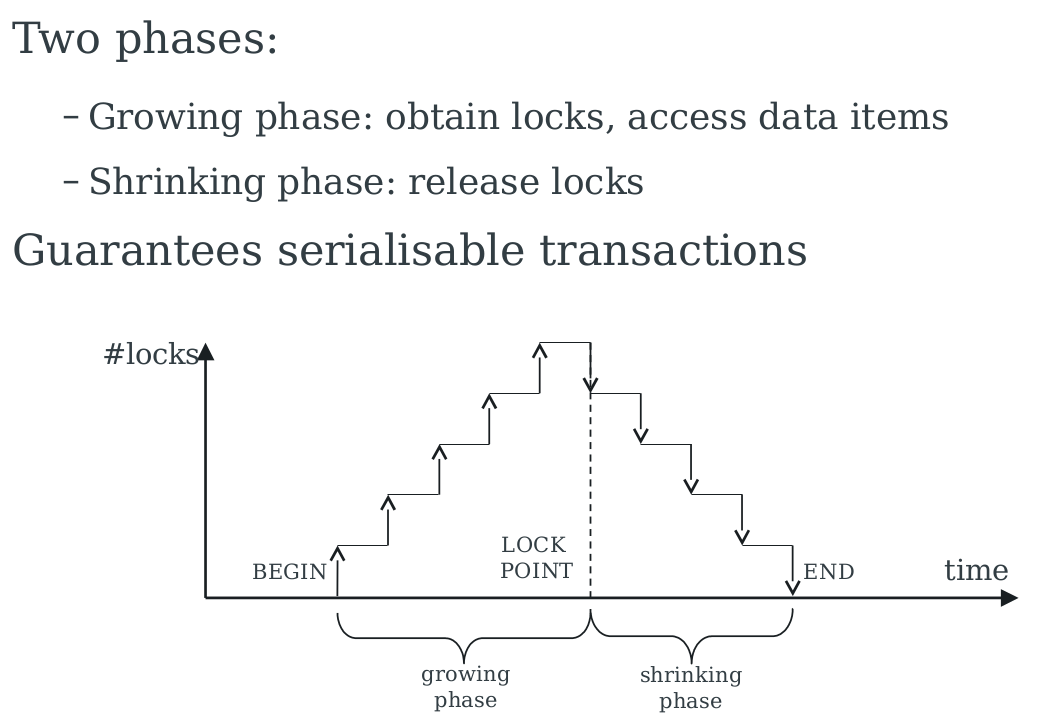 Two phases:
– Growing phase: obtain locks, access data items
– Shrinking phase: release locks
Guarantees serialisable transactions
#locks
LOCK
POINT
BEGIN
END
time
growing
phase
shrinking
phase